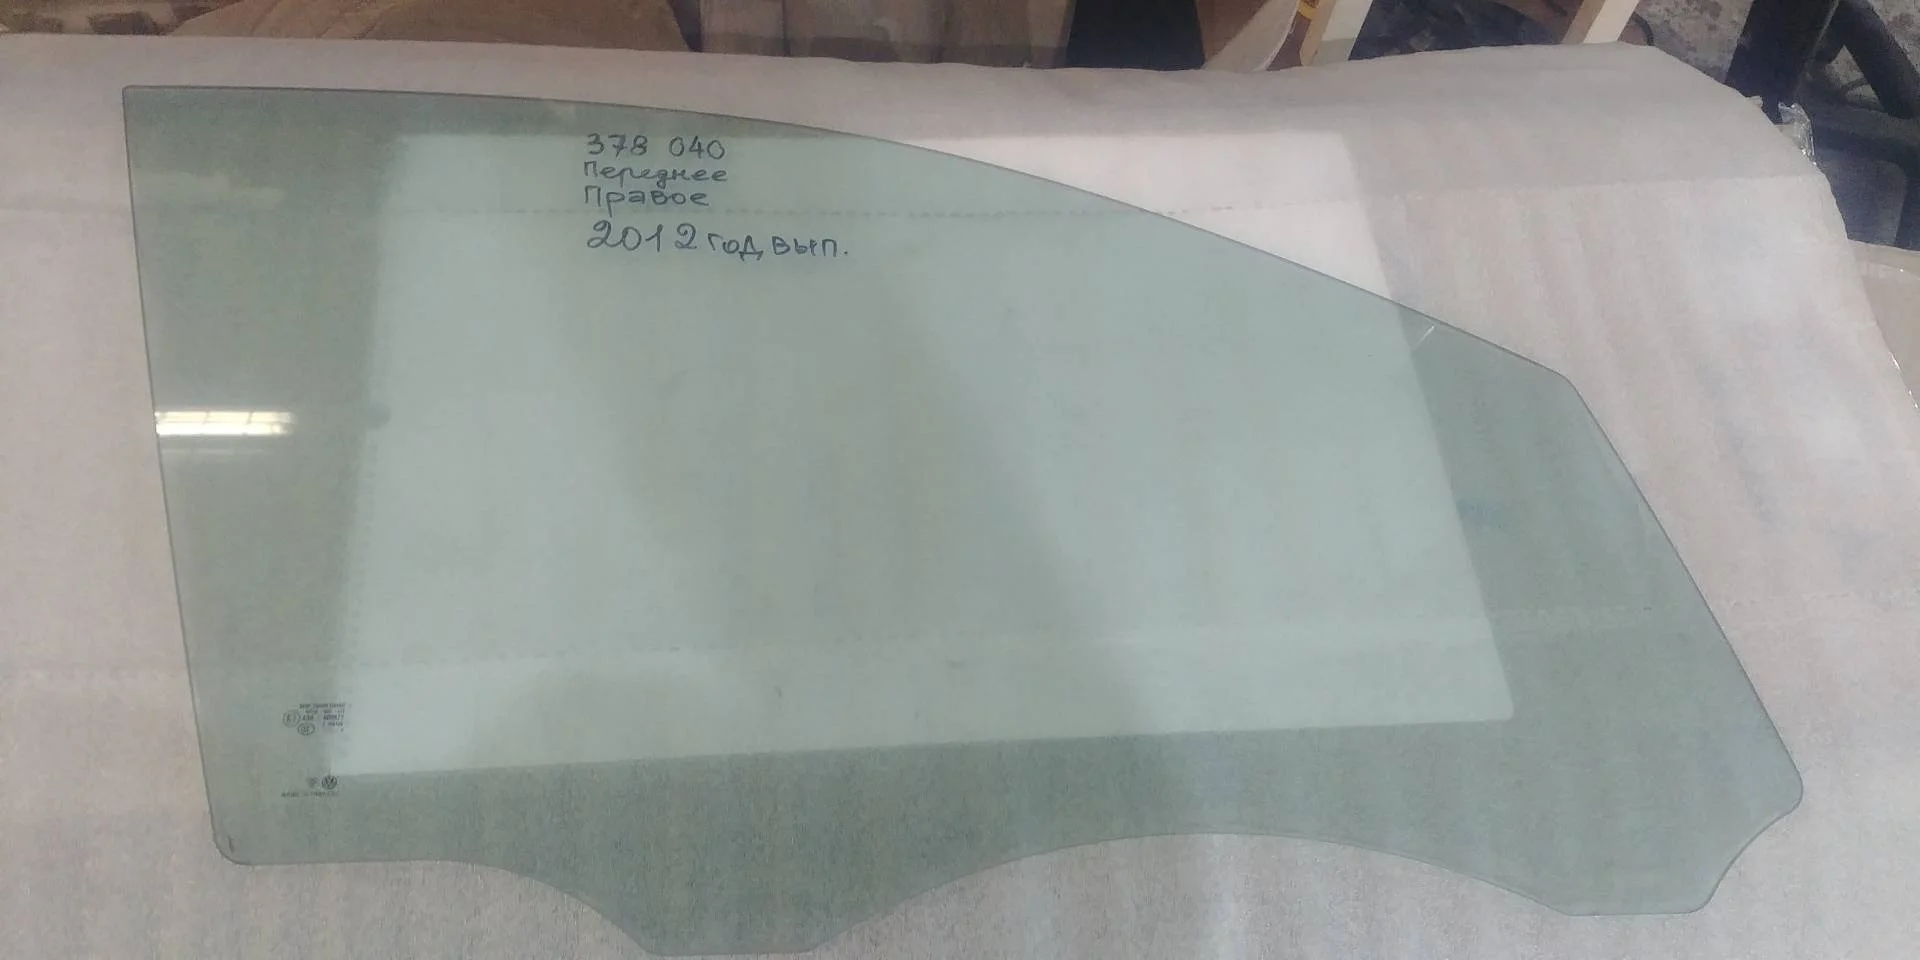 378 040
Переднее
Правое
2012 год вып.